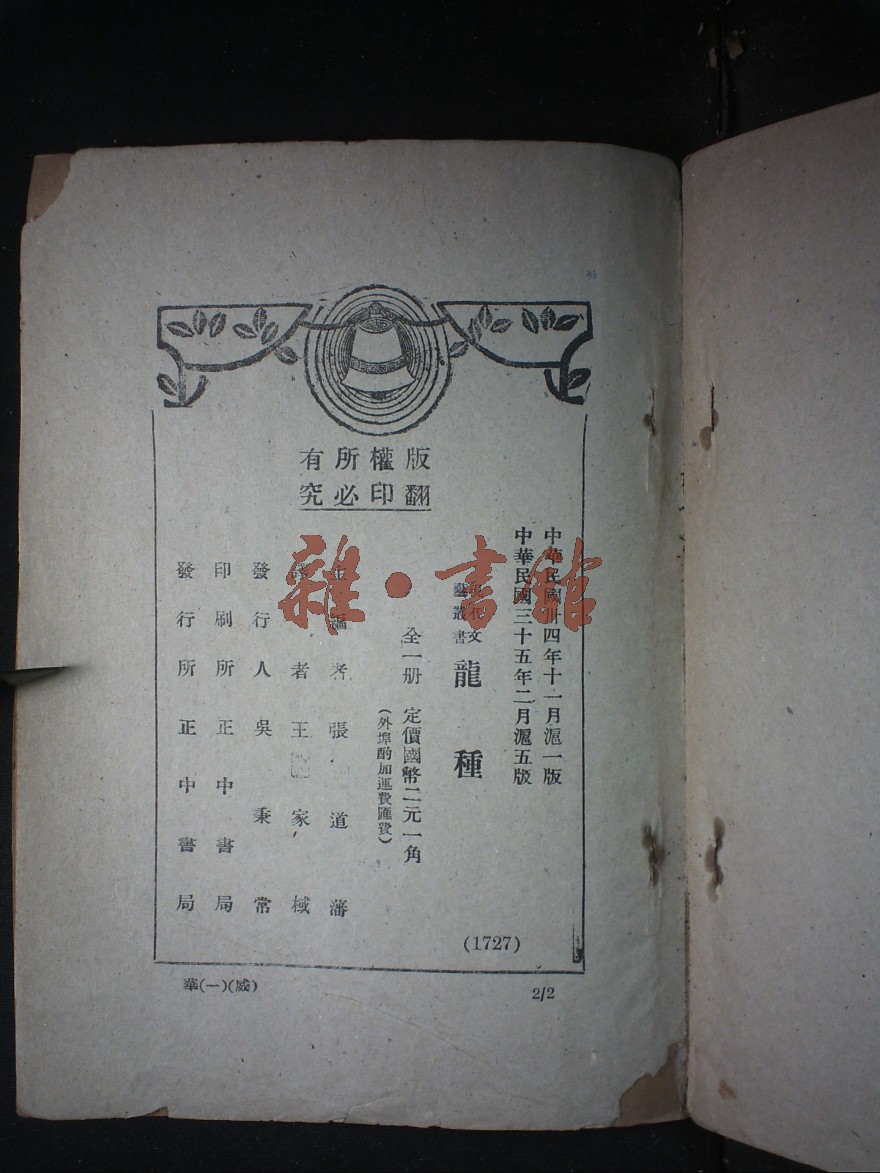 版權所有
翻印必究
中華民國卅四年十一月滬一版
中華民國三十五年二月滬五版
現代文
藝叢書
龍種
全一册 定價國幣二元一角
（外埠酌加運費匯費）
主編者張道藩
譯者王家棫
發行人吳秉常
印刷所正中書局
發行所正中書局
(1727)
華(一)(威)
2/2
雜·書館